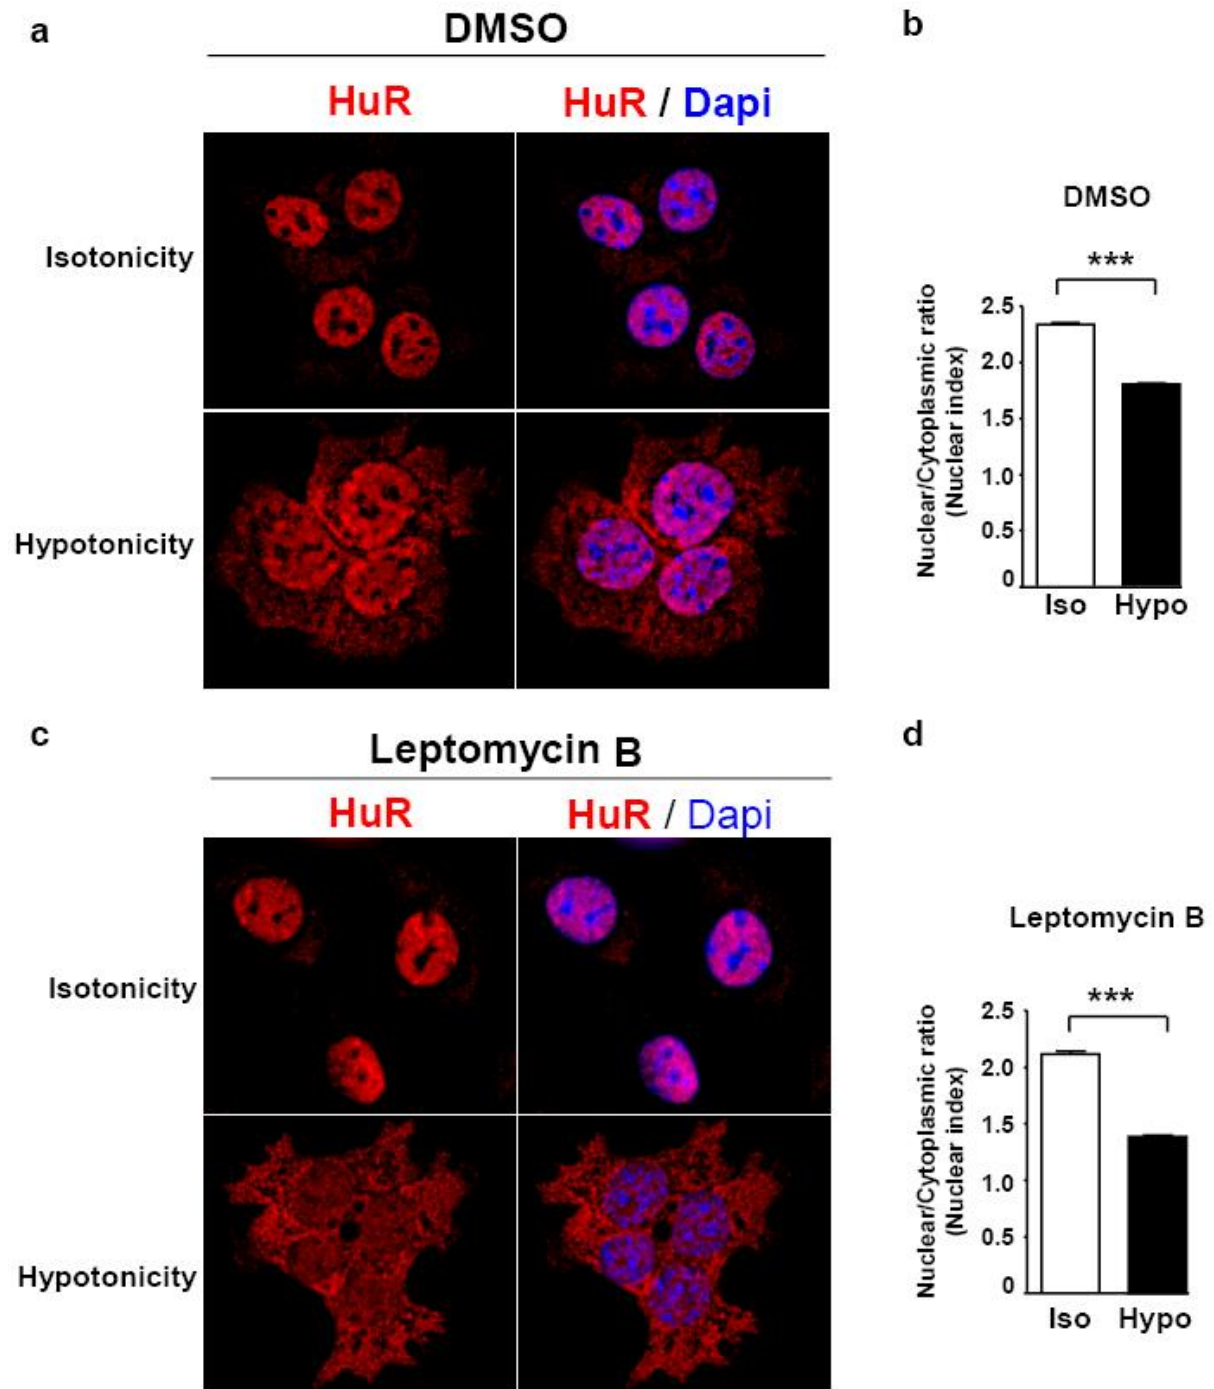 a
DMSO
HuR
HuR / Dapi
Isotonicity
Hypotonicity
b
DMSO
***
Nuclear/Cytoplasmic ratio
(Nuclear index)
2.5
2.0
1.5
1.0
0.5
0
Iso
Hypo
c
Leptomycin B
HuR
HuR / Dapi
Isotonicity
Hypotonicity
d
Leptomycin B
***
Nuclear/Cytoplasmic ratio
(Nuclear index)
2.5
2.0
1.5
1.0
0.5
0
Iso
Hypo